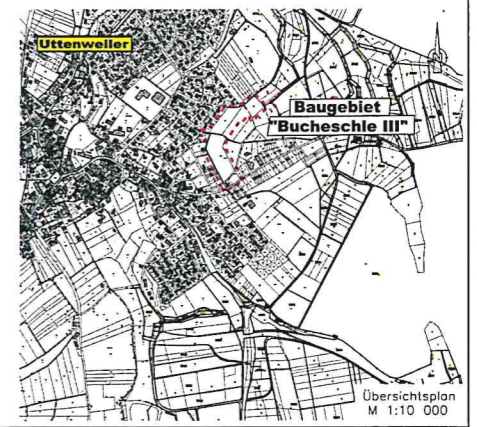 Uttenweiler
Baugebiet
"Bucheschle III"
Übersichtsplan
M 1:10 000